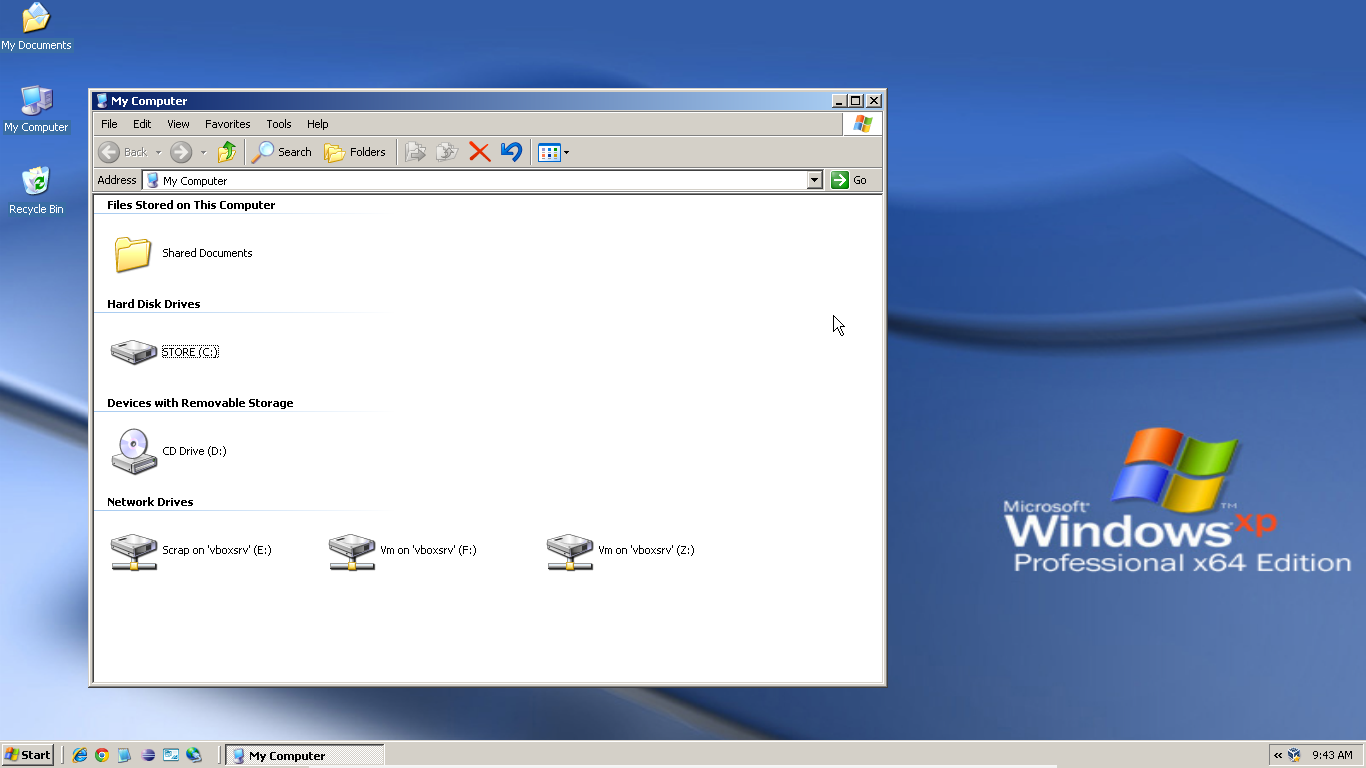 My Documents
My Computer
Recycle Bin
My Computer
File Edit View Favorites Tools Help
Back Search Folders
Address My Computer Go
Files Stored on This Computer
Shared Documents
Hard Disk Drives
STORE (C:)
Devices with Removable Storage
CD Drive (D:)
Network Drives
Scrap on 'vboxsrv' (E:) Vm on 'vboxsrv' (F:) Vm on 'vboxsrv' (Z:)
Microsoft®
Windows xp™
Professional x64 Edition
Start My Computer « 9:43 AM